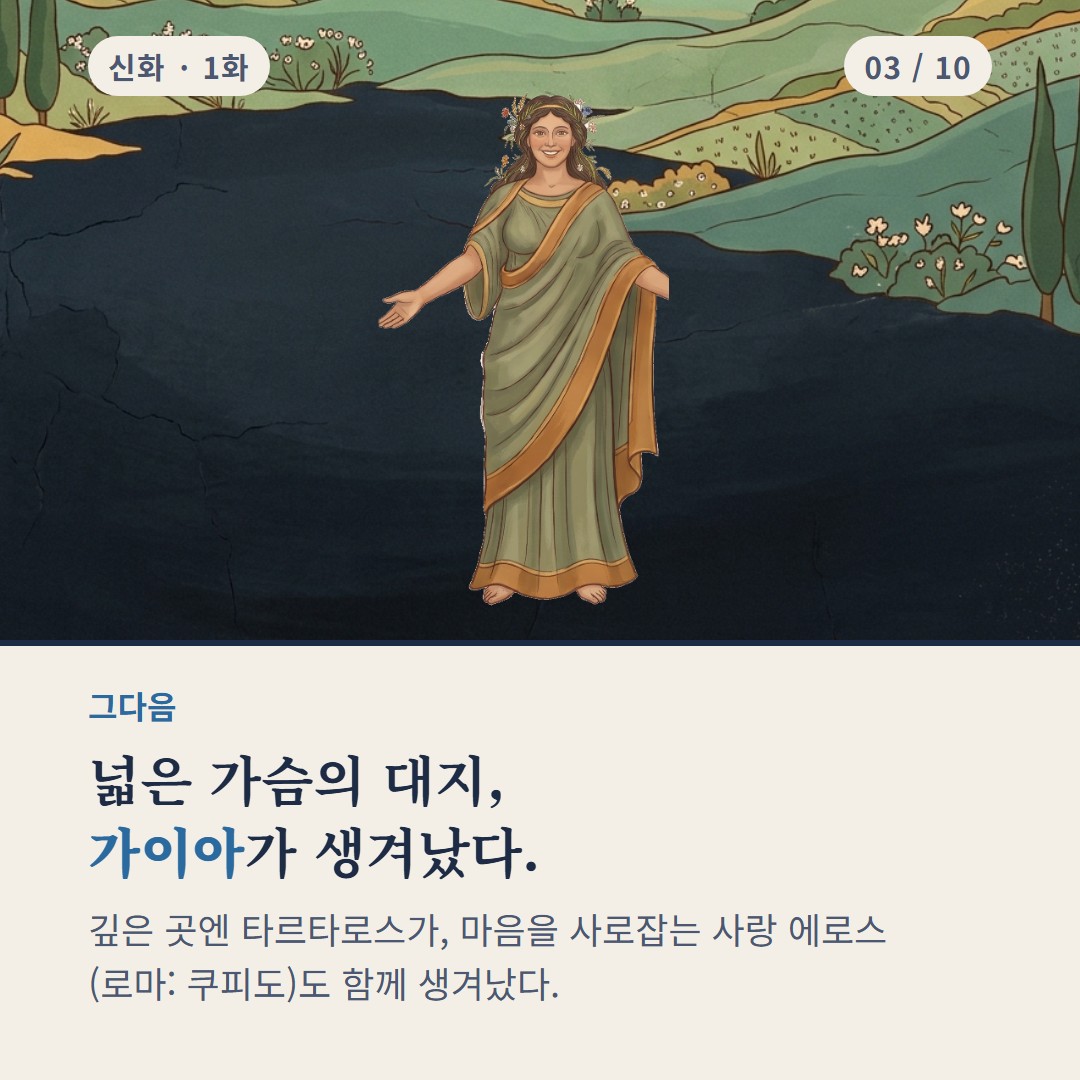 신화 · 1화
03 / 10
그다음
넓은 가슴의 대지,
가이아가 생겨났다.
깊은 곳엔 타르타로스가, 마음을 사로잡는 사랑 에로스
(로마: 쿠피도)도 함께 생겨났다.